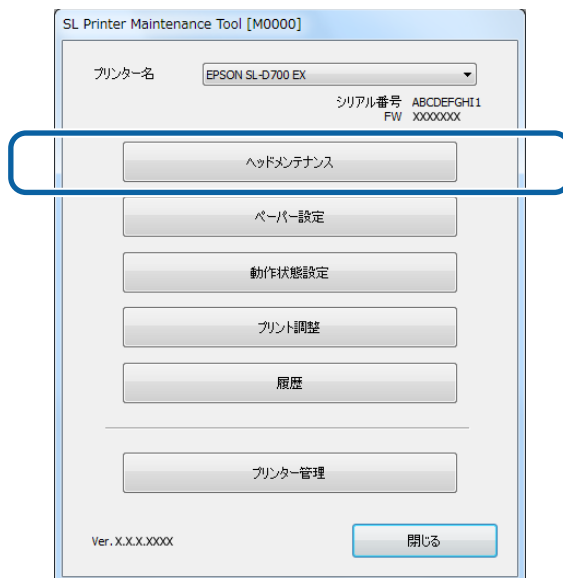 SL Printer Maintenance Tool [M0000]
プリンター名 EPSON SL-D700 EX
シリアル番号 ABCDEFGHI1
FW XXXXXXX
ヘッドメンテナンス
ペーパー設定
動作状態設定
プリント調整
履歴
プリンター管理
Ver. X.X.X.XXXX 閉じる